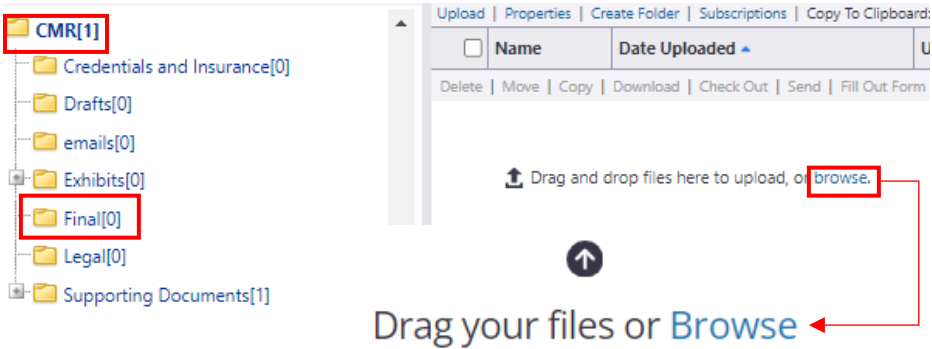 CMR[1]
Credentials and Insurance[0]
Drafts[0]
emails[0]
Exhibits[0]
Final[0]
Legal[0]
Supporting Documents[1]
Upload | Properties | Create Folder | Subscriptions | Copy To Clipboard:
Name Date Uploaded U
Delete | Move | Copy | Download | Check Out | Send | Fill Out Form
Drag and drop files here to upload, or browse.
Drag your files or Browse